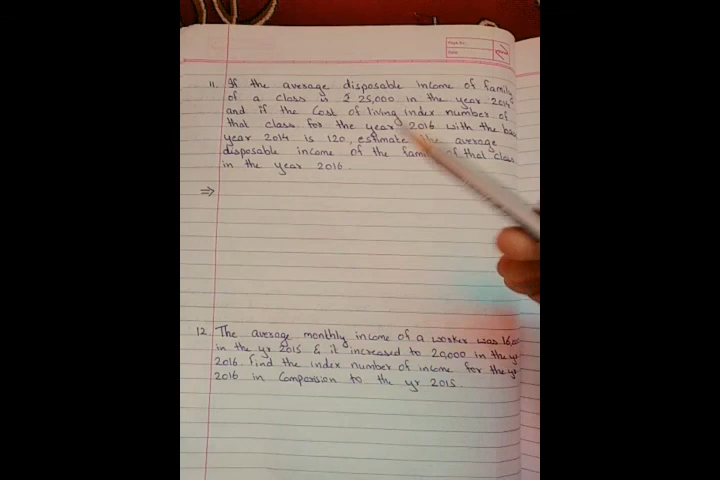 Page No:
Date
11. If the average disposable income of family
of a class is ₹ 25,000 in the year 2014
and if the Cost of living index number of
that class for the year 2016 with the
year 2014 is 120, estimate the average
disposable income of the of that class
in the year 2016.
⇒
12. The average monthly income of a worker was
in the yr 2015 & it increased to 20,000 in the yr
2016. Find the index number of income for the yr
2016 in Comparsion to the yr 2015